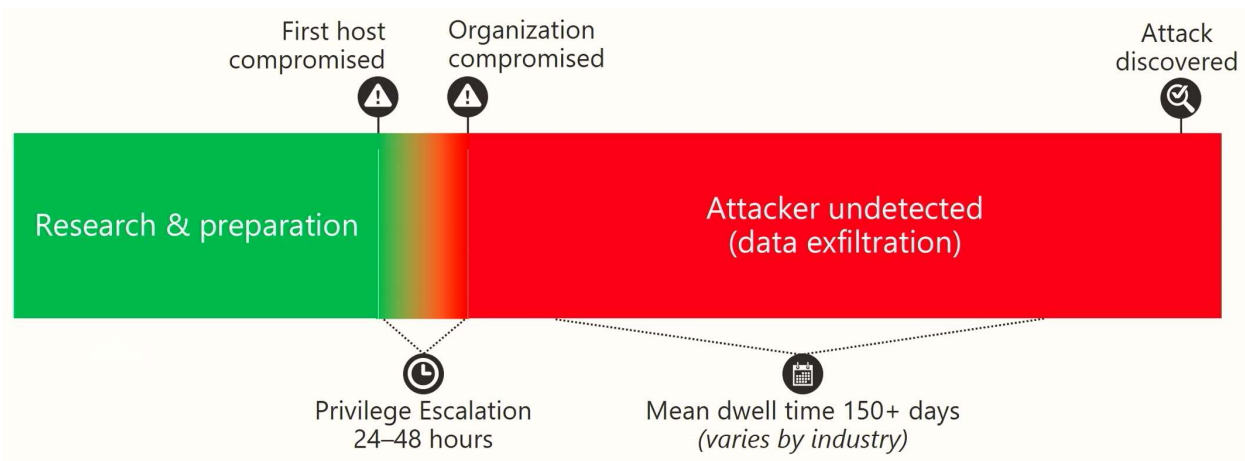 First host
compromised
Organization
compromised
Attack
discovered
Research & preparation
Attacker undetected
(data exfiltration)
Privilege Escalation
24–48 hours
Mean dwell time 150+ days
(varies by industry)